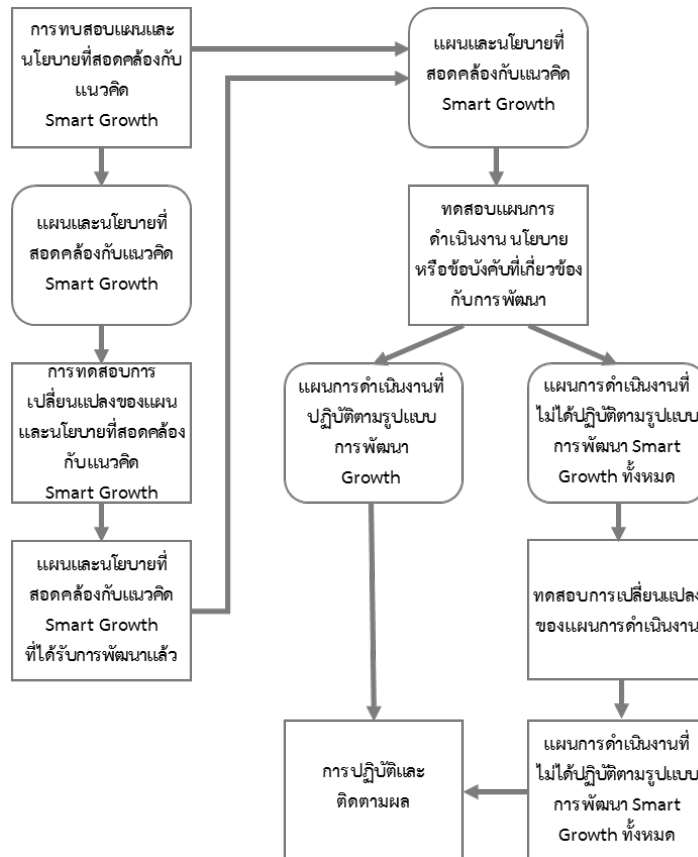 การทบสอบแผนและ
นโยบายที่สอดคล้องกับ
แนวคิด
Smart Growth
แผนและนโยบายที่
สอดคล้องกับแนวคิด
Smart Growth
การทดสอบการ
เปลี่ยนแปลงของแผน
และนโยบายที่สอดคล้อง
กับแนวคิด
Smart Growth
แผนและนโยบายที่
สอดคล้องกับแนวคิด
Smart Growth
ที่ได้รับการพัฒนาแล้ว
แผนและนโยบายที่
สอดคล้องกับแนวคิด
Smart Growth
ทดสอบแผนการ
ดำเนินงาน นโยบาย
หรือข้อบังคับที่เกี่ยวข้อง
กับการพัฒนา
แผนการดำเนินงานที่
ปฏิบัติตามรูปแบบ
การพัฒนา
Growth
แผนการดำเนินงานที่
ไม่ได้ปฏิบัติตามรูปแบบ
การพัฒนา Smart
Growth ทั้งหมด
ทดสอบการเปลี่ยนแปลง
ของแผนการดำเนินงาน
แผนการดำเนินงานที่
ไม่ได้ปฏิบัติตามรูปแบบ
การพัฒนา Smart
Growth ทั้งหมด
การปฏิบัติและ
ติดตามผล